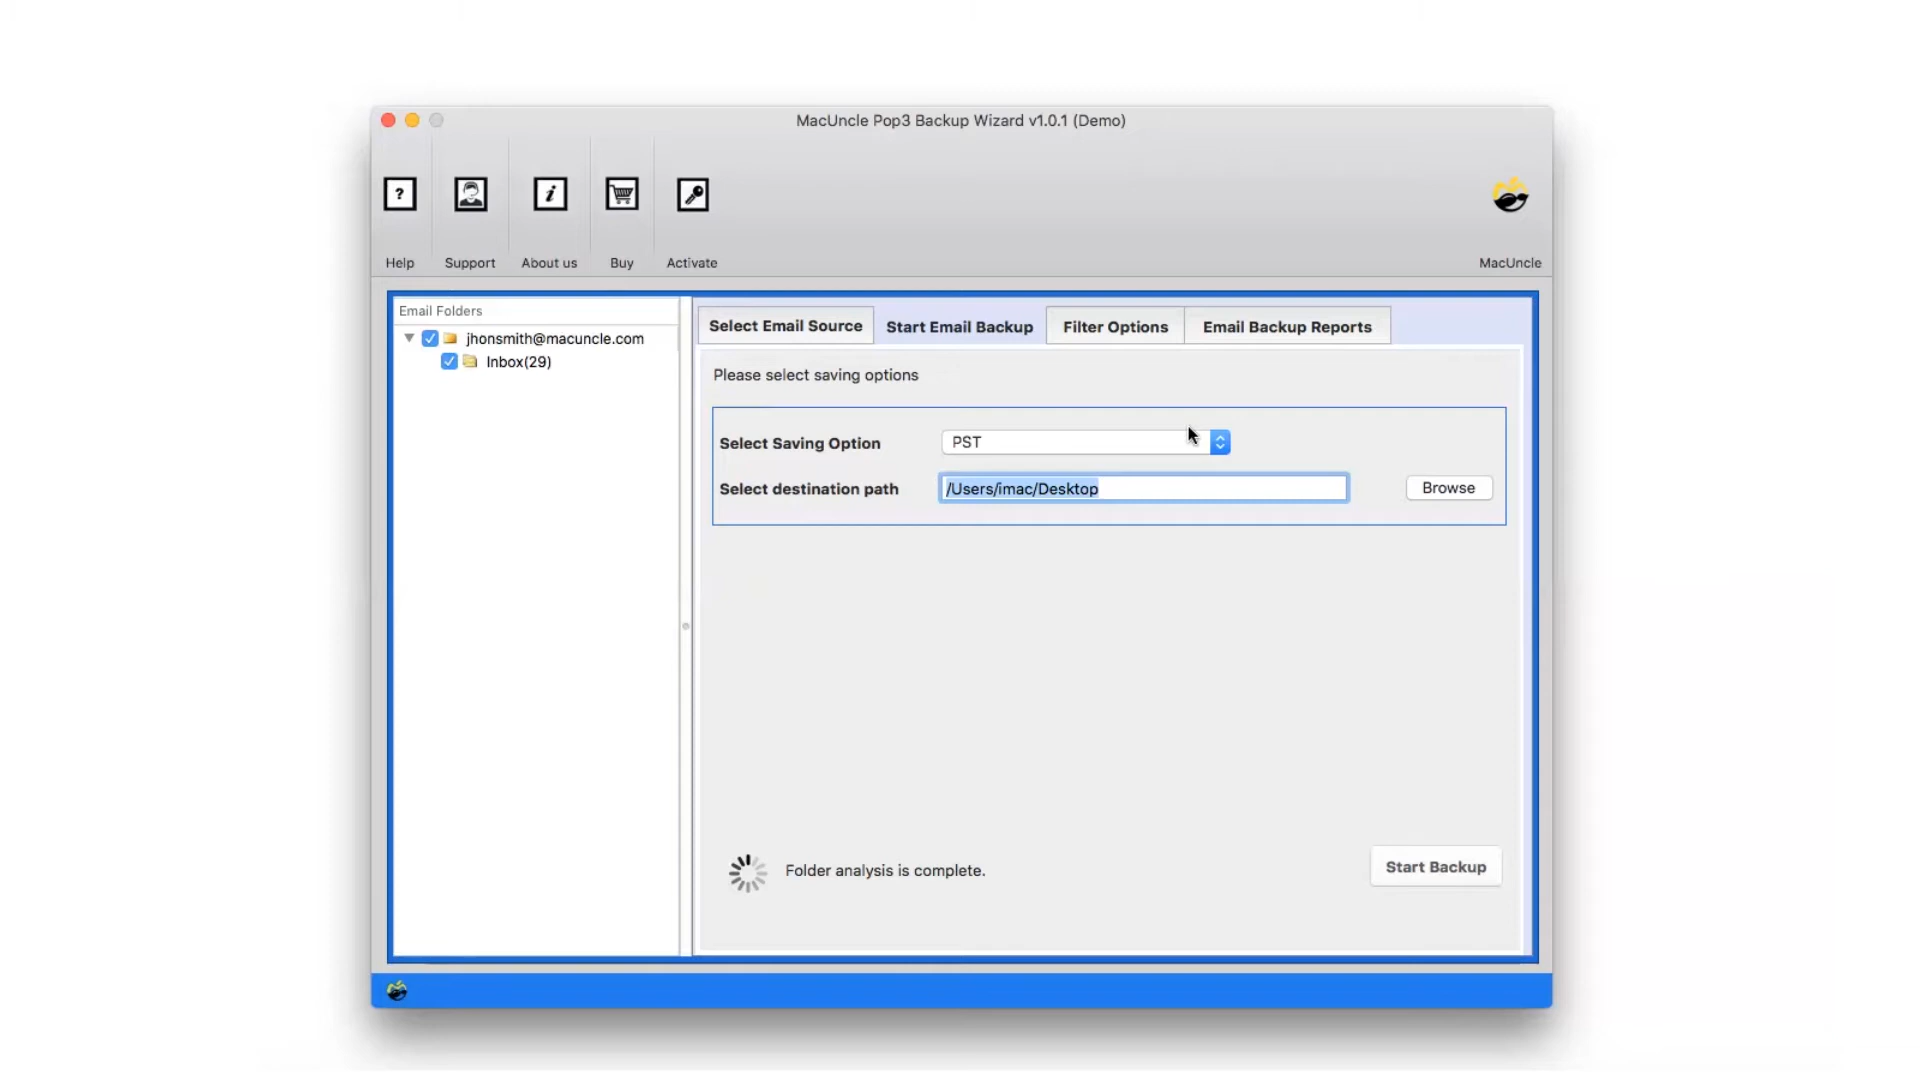 MacUncle Pop3 Backup Wizard v1.0.1 (Demo)
?
i
Help
Support
About us
Buy
Activate
MacUncle
Email Folders
jhonsmith@macuncle.com
Inbox(29)
Select Email Source
Start Email Backup
Filter Options
Email Backup Reports
Please select saving options
Select Saving Option
PST
Select destination path
/Users/imac/Desktop
Browse
Folder analysis is complete.
Start Backup